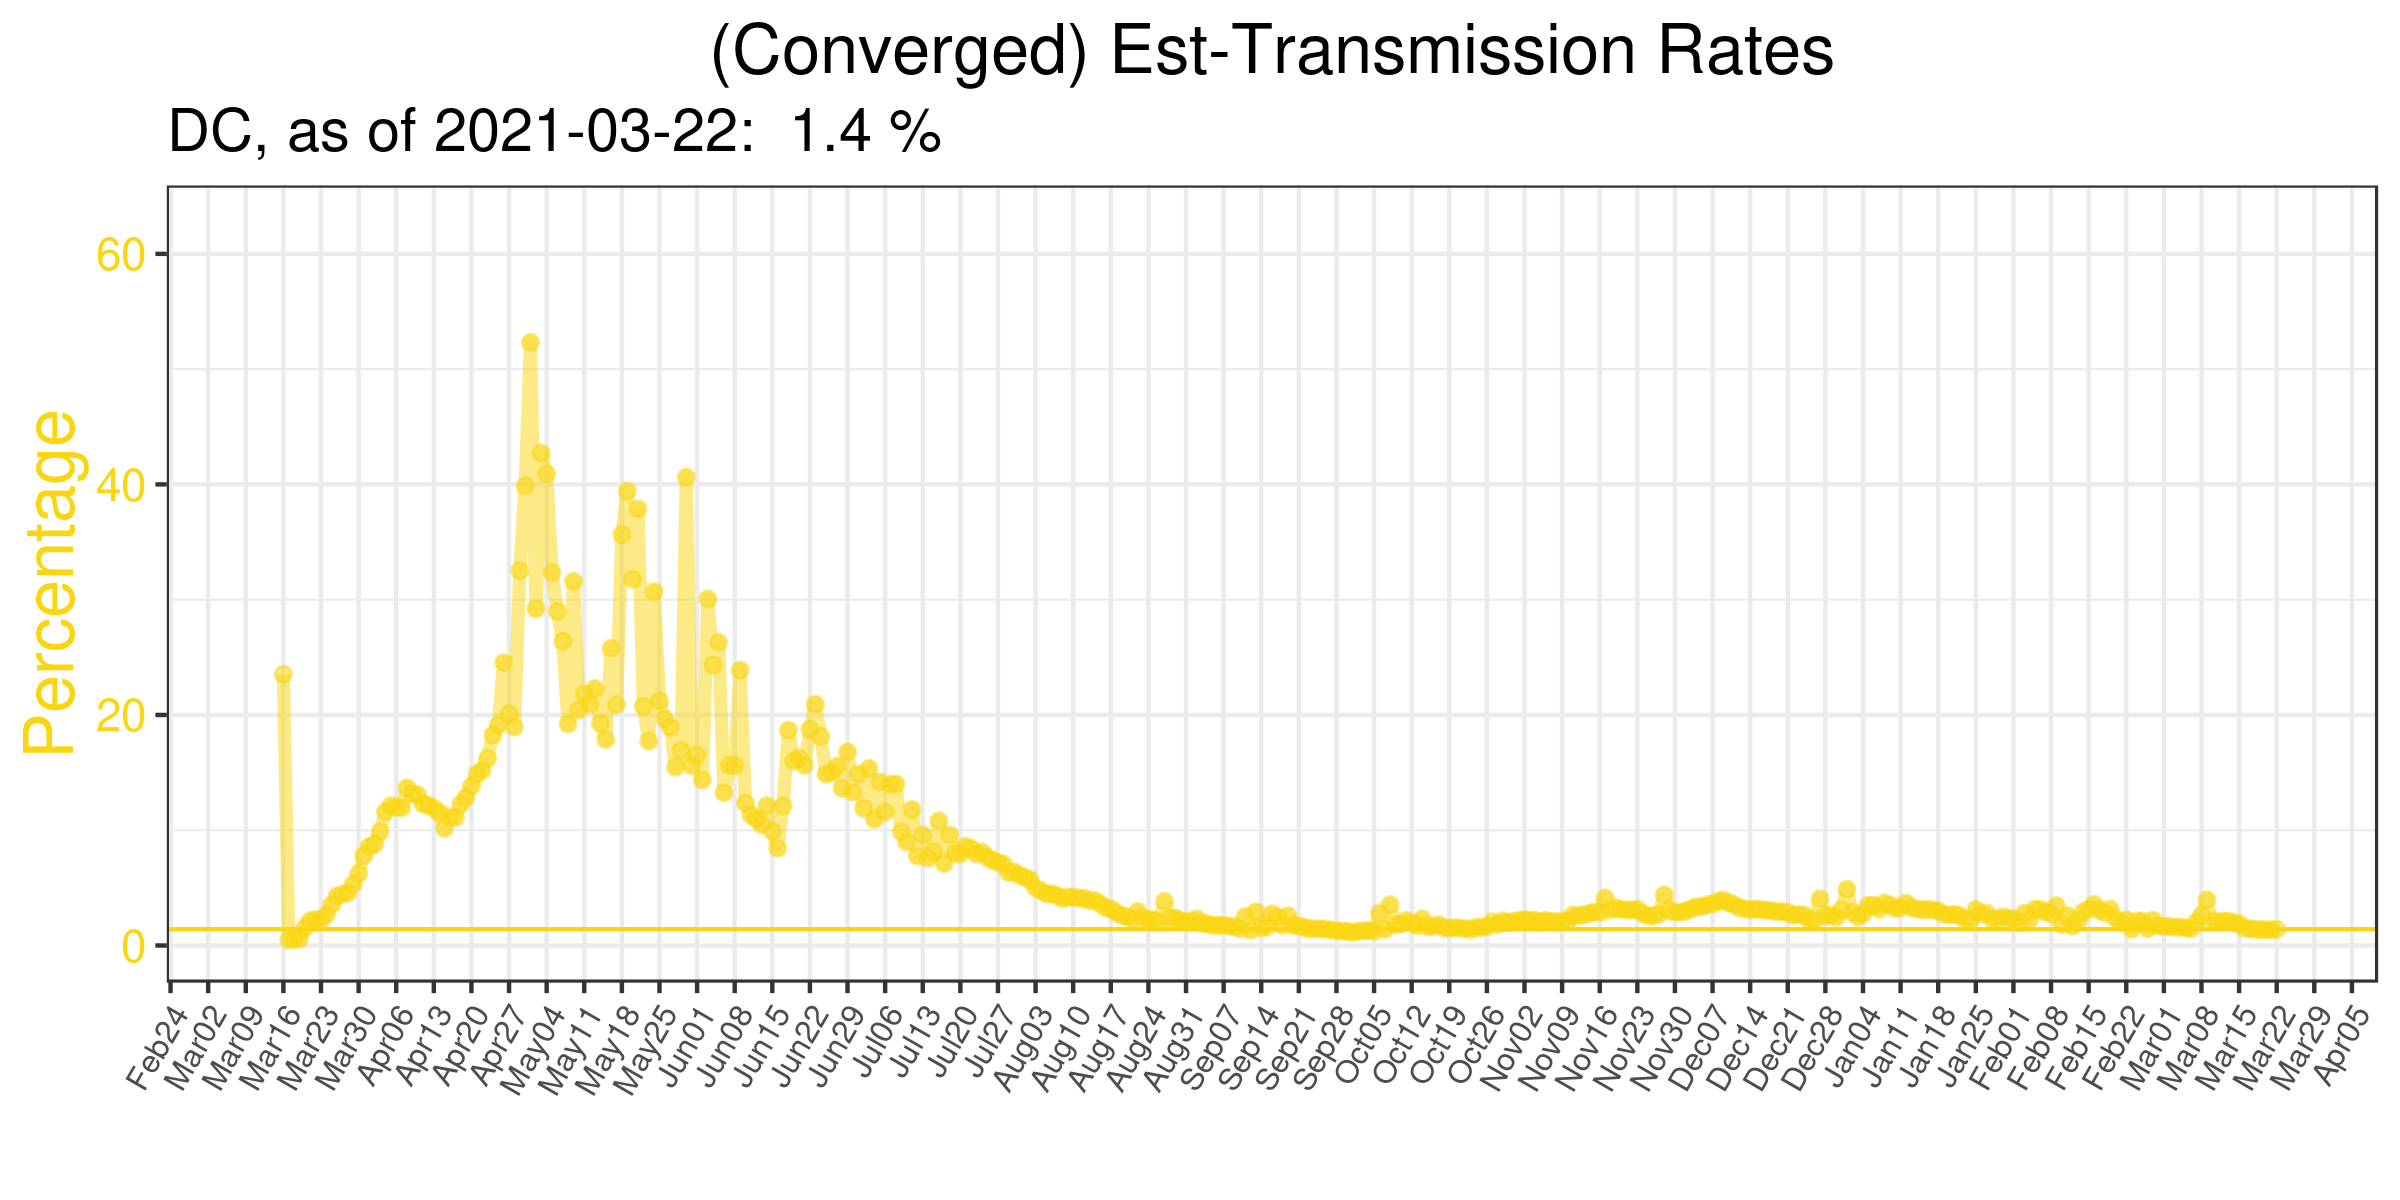 (Converged) Est-Transmission Rates
DC, as of 2021-03-22:  1.4 %
Percentage
60
40
20
0
Feb24
Mar02
Mar09
Mar16
Mar23
Mar30
Apr06
Apr13
Apr20
Apr27
May04
May11
May18
May25
Jun01
Jun08
Jun15
Jun22
Jun29
Jul06
Jul13
Jul20
Jul27
Aug03
Aug10
Aug17
Aug24
Aug31
Sep07
Sep14
Sep21
Sep28
Oct05
Oct12
Oct19
Oct26
Nov02
Nov09
Nov16
Nov23
Nov30
Dec07
Dec14
Dec21
Dec28
Jan04
Jan11
Jan18
Jan25
Feb01
Feb08
Feb15
Feb22
Mar01
Mar08
Mar15
Mar22
Mar29
Apr05